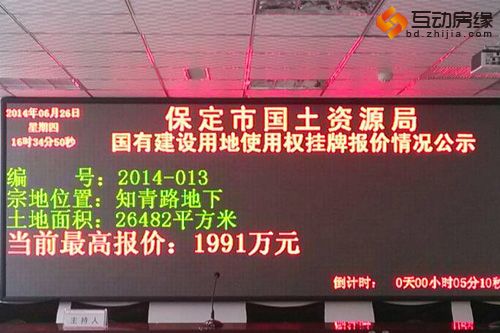 互动房缘
bd.zhijia.com
2014年06月26日
星期四
16时34分50秒
保定市国土资源局
国有建设用地使用权挂牌报价情况公示
编 号：2014-013
宗地位置：知青路地下
土地面积：26482平方米
当前最高报价：1991万元
倒计时： 0天00小时05分10秒
主持人